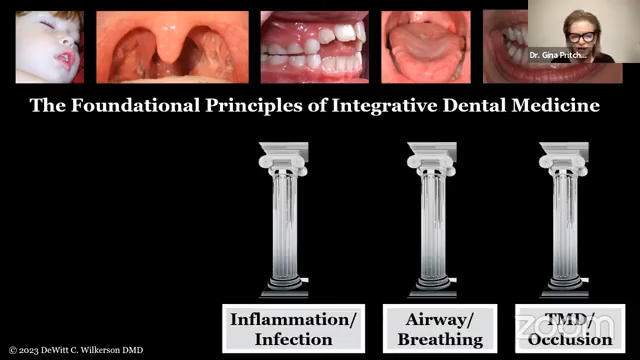 Dr. Gina Pritch...
The Foundational Principles of Integrative Dental Medicine
Inflammation/
Infection
Airway/
Breathing
TMD/
Occlusion
zoom
© 2023 DeWitt C. Wilkerson DMD